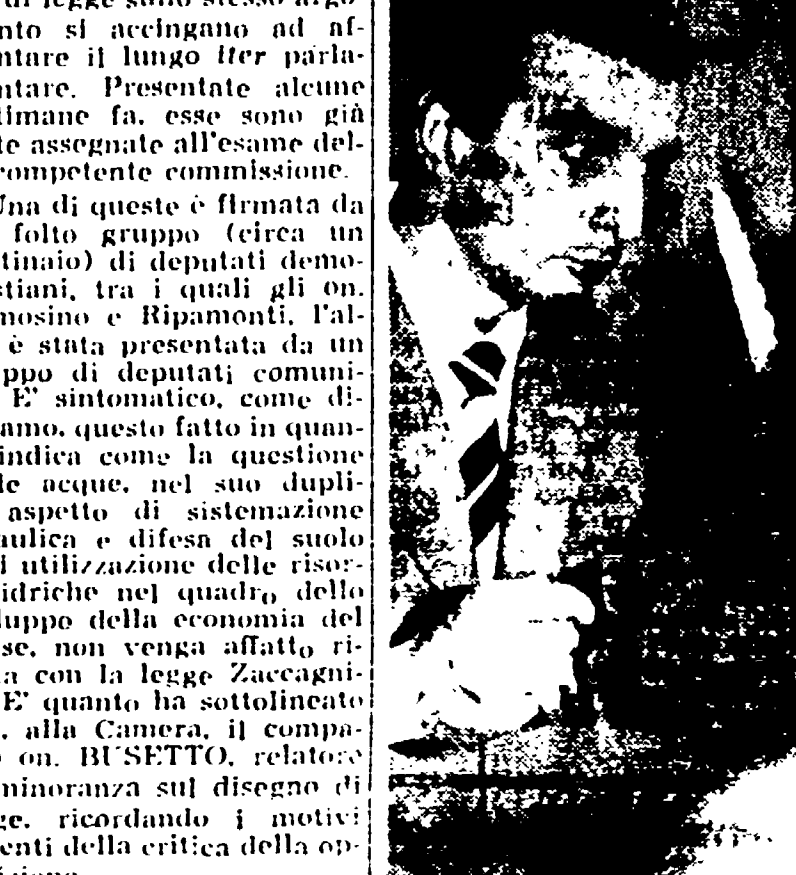 di legge sullo stesso argo-
nto si accingano ad af-
ntare il lungo iter parla-
ntare. Presentate alcune
timane fa, esse sono già
te assegnate all'esame del-
competente commissione.
Una di queste è firmata da
folto gruppo (circa un
tinaio) di deputati demo-
stiani, tra i quali gli on.
mosino e Ripamonti, l'al-
è stata presentata da un
ppo di deputati comuni-
E' sintomatico, come di-
amo, questo fatto in quan-
indica come la questione
le acque, nel suo dupli-
aspetto di sistemazione
aulica e difesa del suolo
i utilizzazione delle risor-
idriche nel quadro dello
luppo della economia del
se, non venga affatto ri-
a con la legge Zaccagni-
E' quanto ha sottolineato
, alla Camera, il compa-
on. BUSETTO, relatore
minoranza sul disegno di
ge, ricordando i motivi
enti della critica della op-